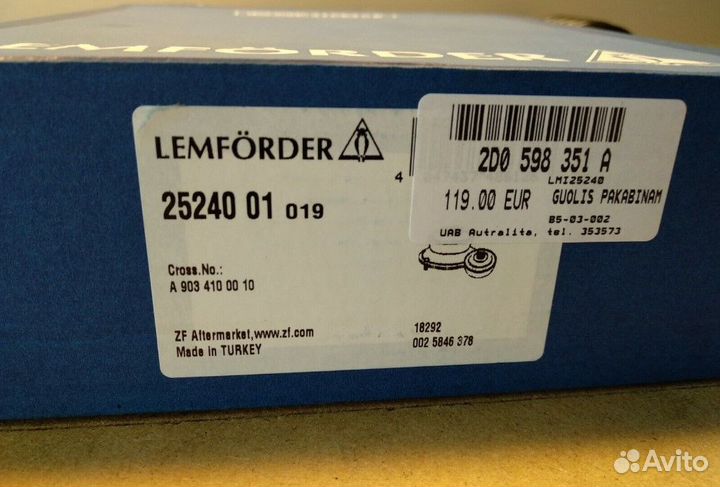 LEMFÖRDER
LEMFÖRDER
25240 01 019
Cross.No.:
A 903 410 00 10
ZF Aftermarket,www.zf.com
Made in TURKEY
18292
002 5846 378
4
2D0 598 351 A
LMI25240
119.00 EUR GUOLIS PAKABINAM
B5-03-002
UAB Autralita, tel. 353573
Avito